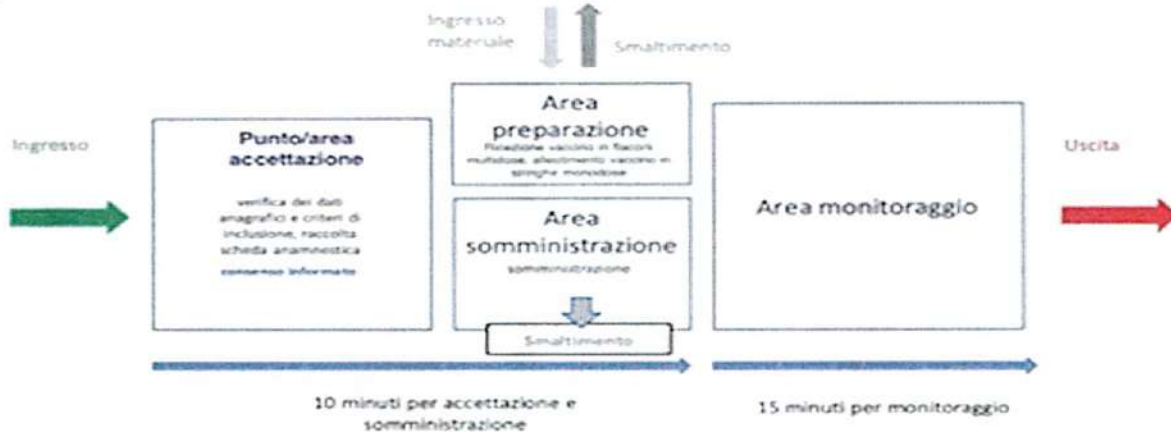 Ingresso
materiale
Smaltimento
Ingresso
Punto/area
accettazione
verifica dei dati
anagrafici e criteri di
inclusione, raccolta
scheda anamnestica
consenso informato
Area
preparazione
Ricezione vaccino in flaconi
multidose, allestimento vaccino in
siringhe monodose
Area
somministrazione
somministrazione
Smaltimento
Area monitoraggio
Uscita
10 minuti per accettazione e
somministrazione
15 minuti per monitoraggio